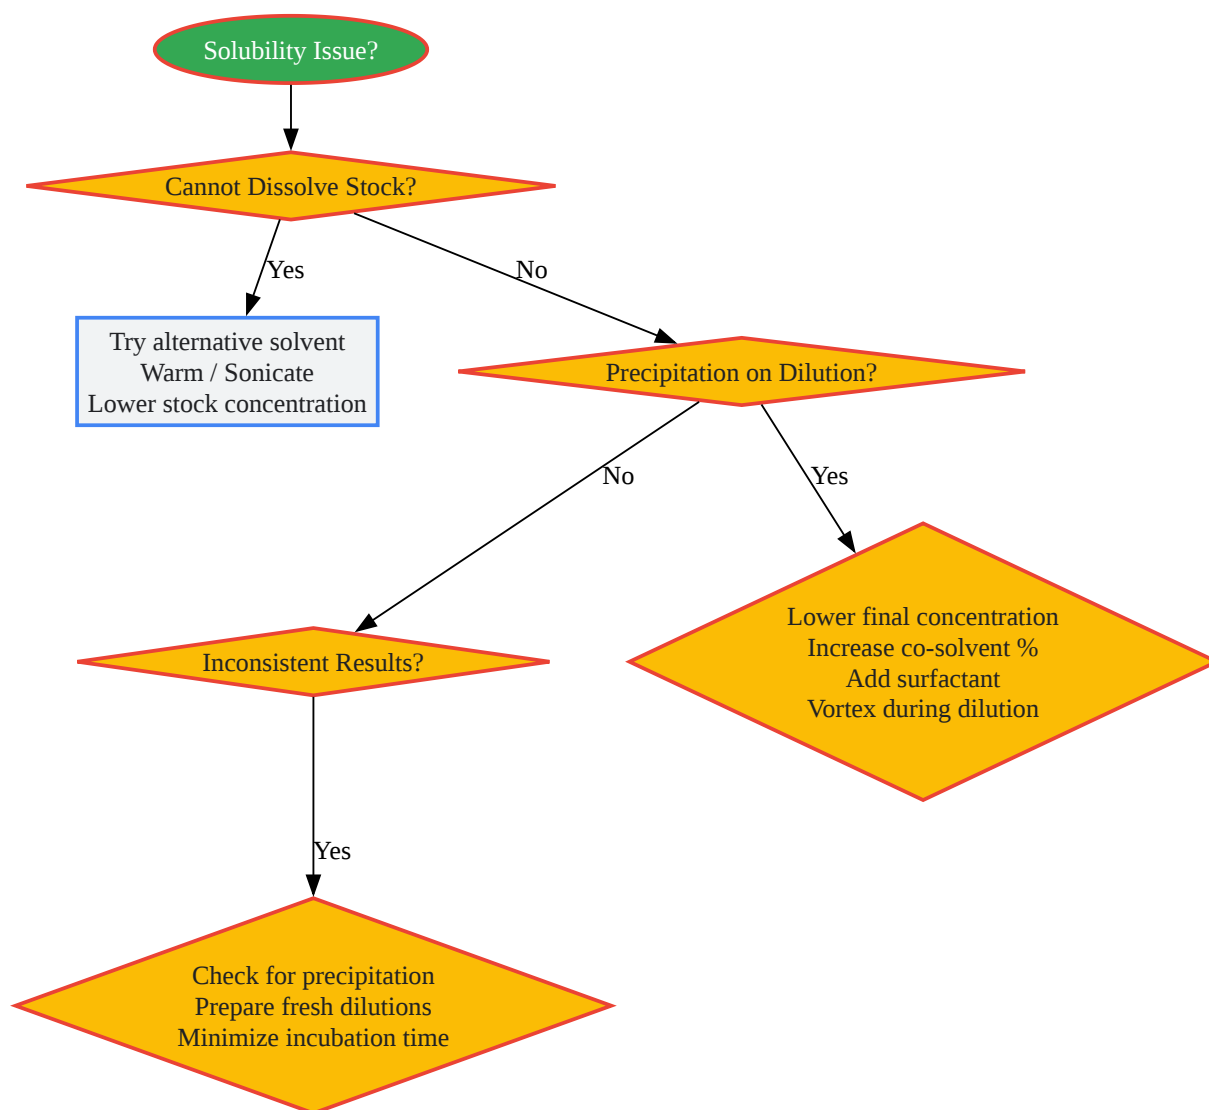 Solubility Issue?
Cannot Dissolve Stock?
Yes
No
Try alternative solvent
Warm / Sonicate
Lower stock concentration
Precipitation on Dilution?
No
Yes
Lower final concentration
Increase co-solvent %
Add surfactant
Vortex during dilution
Inconsistent Results?
Yes
Check for precipitation
Prepare fresh dilutions
Minimize incubation time